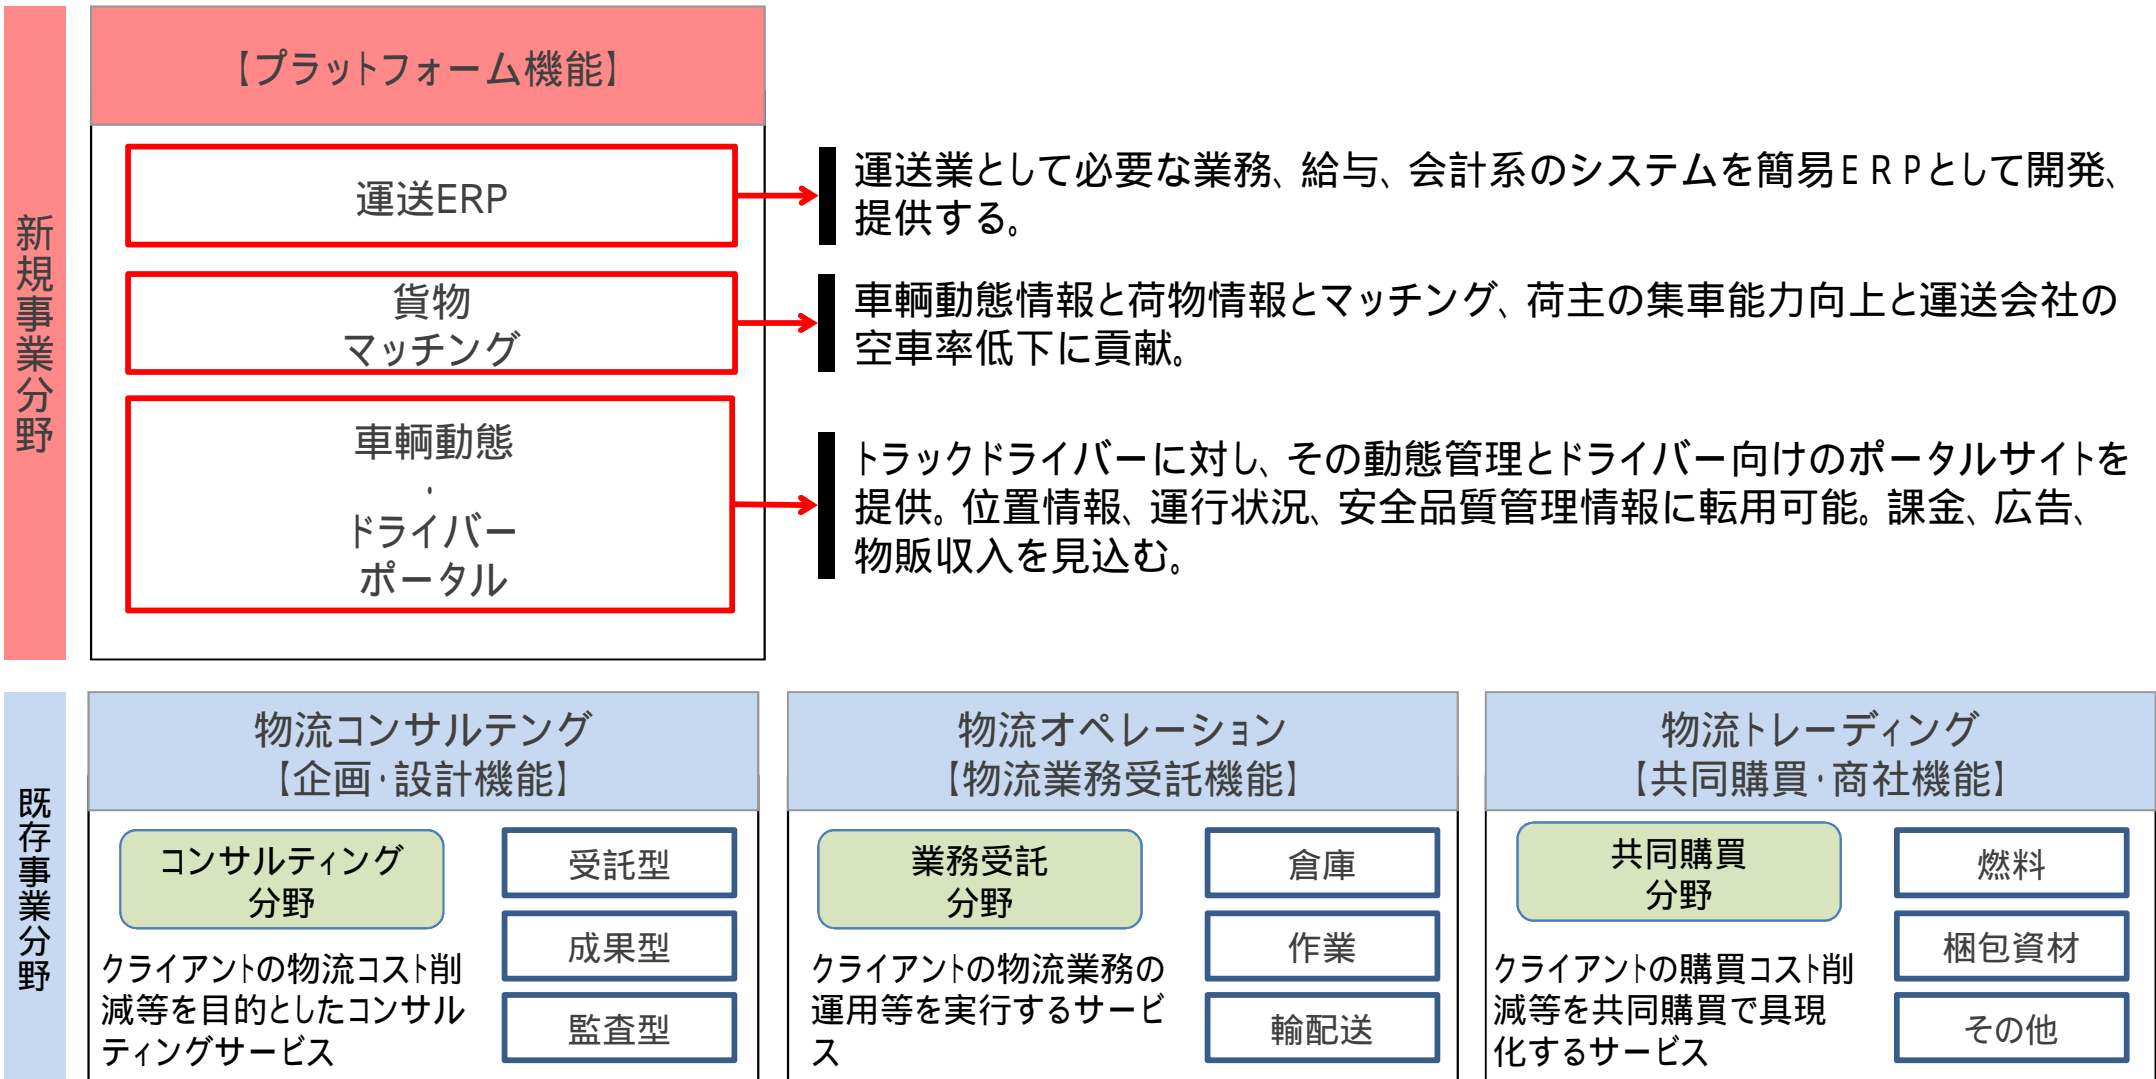 新規事業分野
【プラットフォーム機能】
運送ERP
運送業として必要な業務、給与、会計系のシステムを簡易ERPとして開発、
提供する。
貨物
マッチング
車輌動態情報と荷物情報とマッチング、荷主の集車能力向上と運送会社の
空車率低下に貢献。
車輌動態
・
ドライバー
ポータル
トラックドライバーに対し、その動態管理とドライバー向けのポータルサイトを
提供。位置情報、運行状況、安全品質管理情報に転用可能。課金、広告、
物販収入を見込む。
既存事業分野
物流コンサルテング
【企画・設計機能】
コンサルティング
分野
クライアントの物流コスト削
減等を目的としたコンサル
ティングサービス
受託型
成果型
監査型
物流オペレーション
【物流業務受託機能】
業務受託
分野
クライアントの物流業務の
運用等を実行するサービ
ス
倉庫
作業
輸配送
物流トレーディング
【共同購買・商社機能】
共同購買
分野
クライアントの購買コスト削
減等を共同購買で具現
化するサービス
燃料
梱包資材
その他